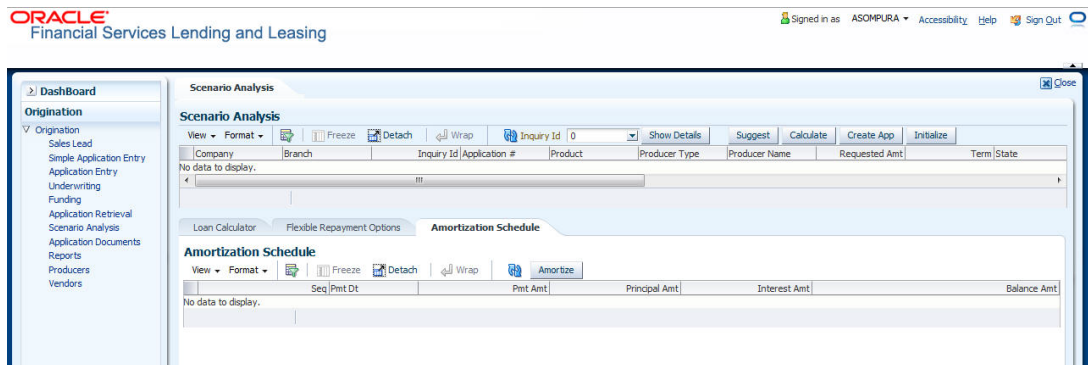 ORACLE
Financial Services Lending and Leasing
Signed in as ASOMPURA Accessibility Help Sign Out
DashBoard
Origination
Origination
Sales Lead
Simple Application Entry
Application Entry
Underwriting
Funding
Application Retrieval
Scenario Analysis
Application Documents
Reports
Producers
Vendors
Scenario Analysis
Close
Scenario Analysis
View Format Freeze Detach Wrap Inquiry Id 0 Show Details Suggest Calculate Create App Initialize
Company Branch Inquiry Id Application # Product Producer Type Producer Name Requested Amt Term State
No data to display.
Loan Calculator Flexible Repayment Options Amortization Schedule
Amortization Schedule
View Format Freeze Detach Wrap Amortize
Seq Pmt Dt Pmt Amt Principal Amt Interest Amt Balance Amt
No data to display.